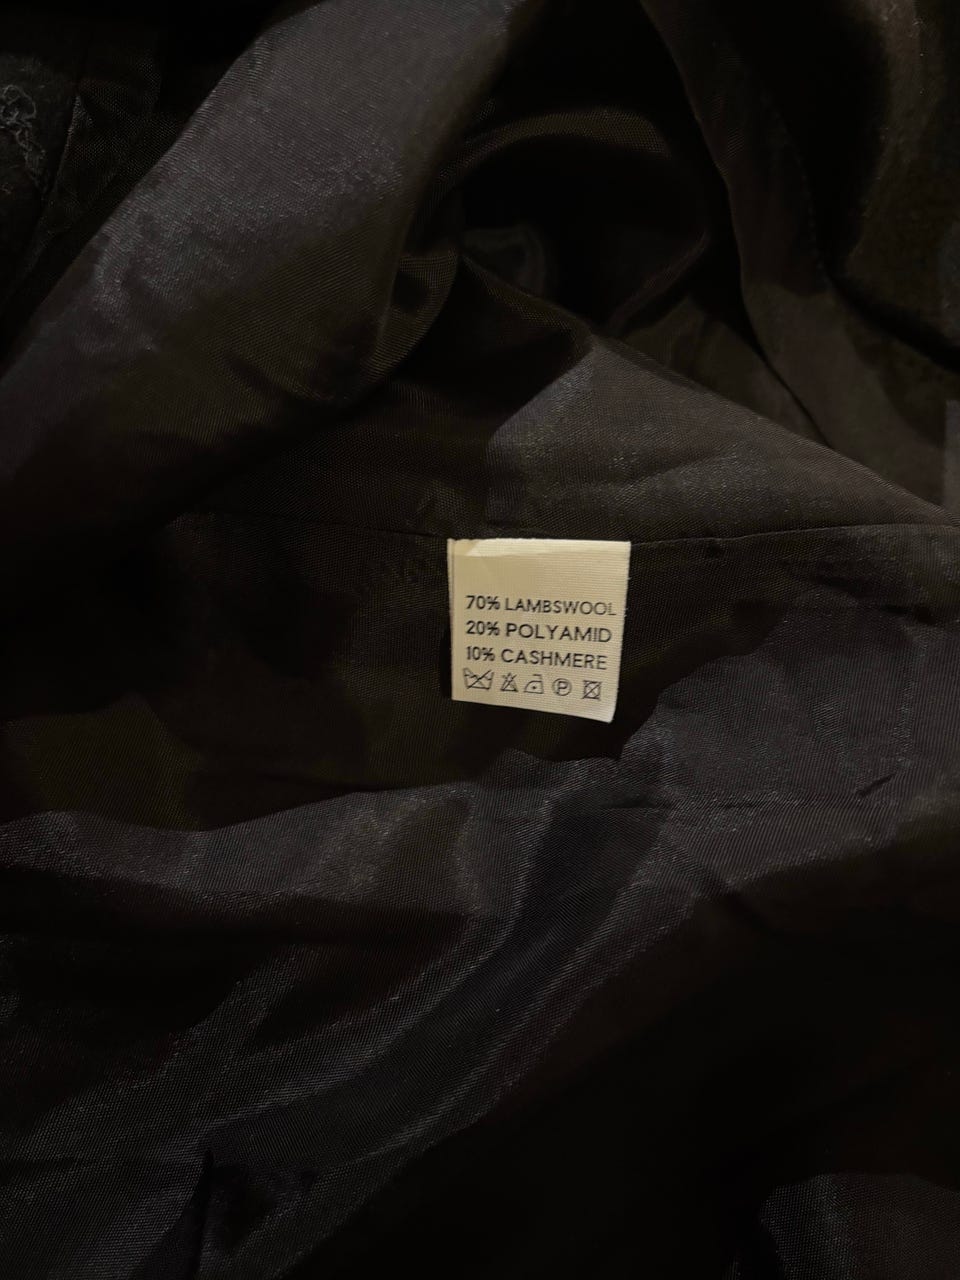 70% LAMBSWOOL
20% POLYAMID
10% CASHMERE
P